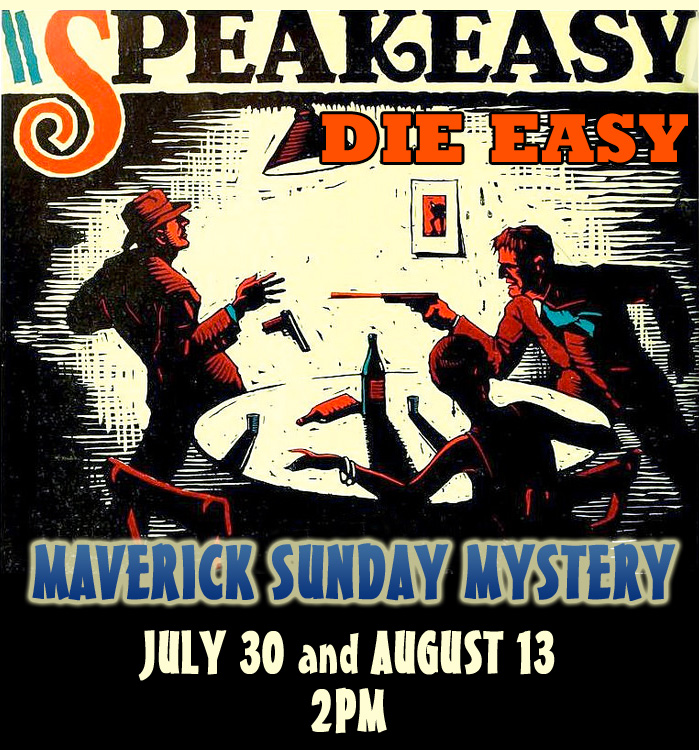 "SPEAKEASY
DIE EASY
MAVERICK SUNDAY MYSTERY
JULY 30 and AUGUST 13
2PM